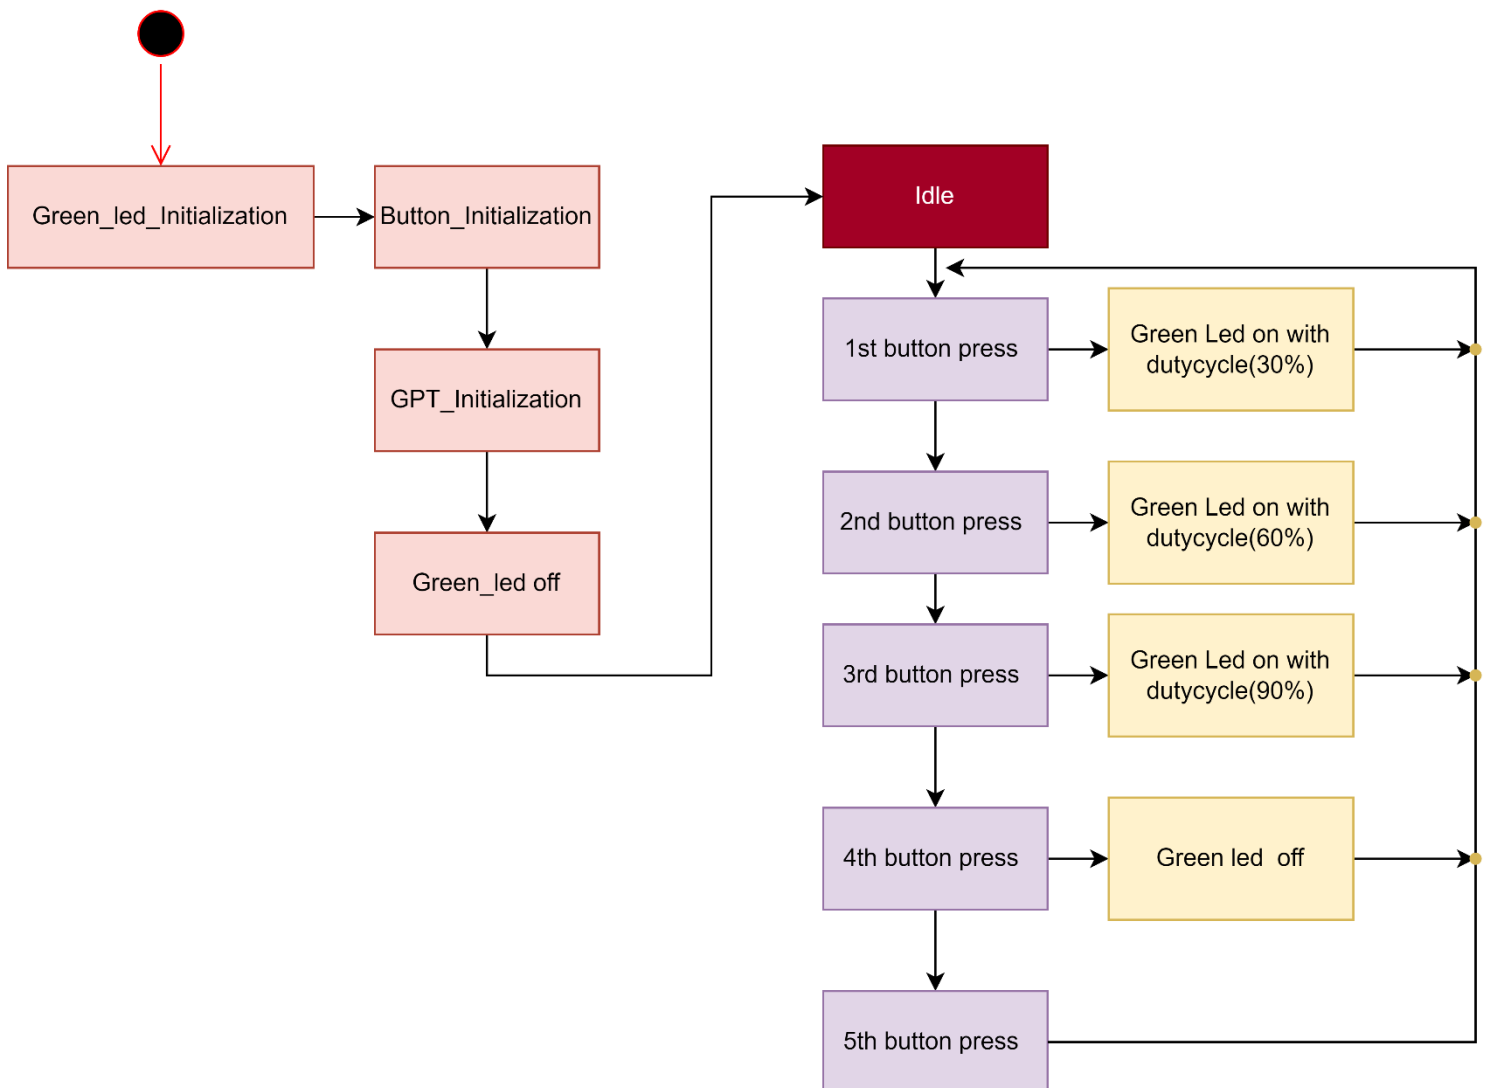 Green_led_Initialization
Button_Initialization
GPT_Initialization
Green_led off
Idle
1st button press
Green Led on with
dutycycle(30%)
2nd button press
Green Led on with
dutycycle(60%)
3rd button press
Green Led on with
dutycycle(90%)
4th button press
Green led  off
5th button press